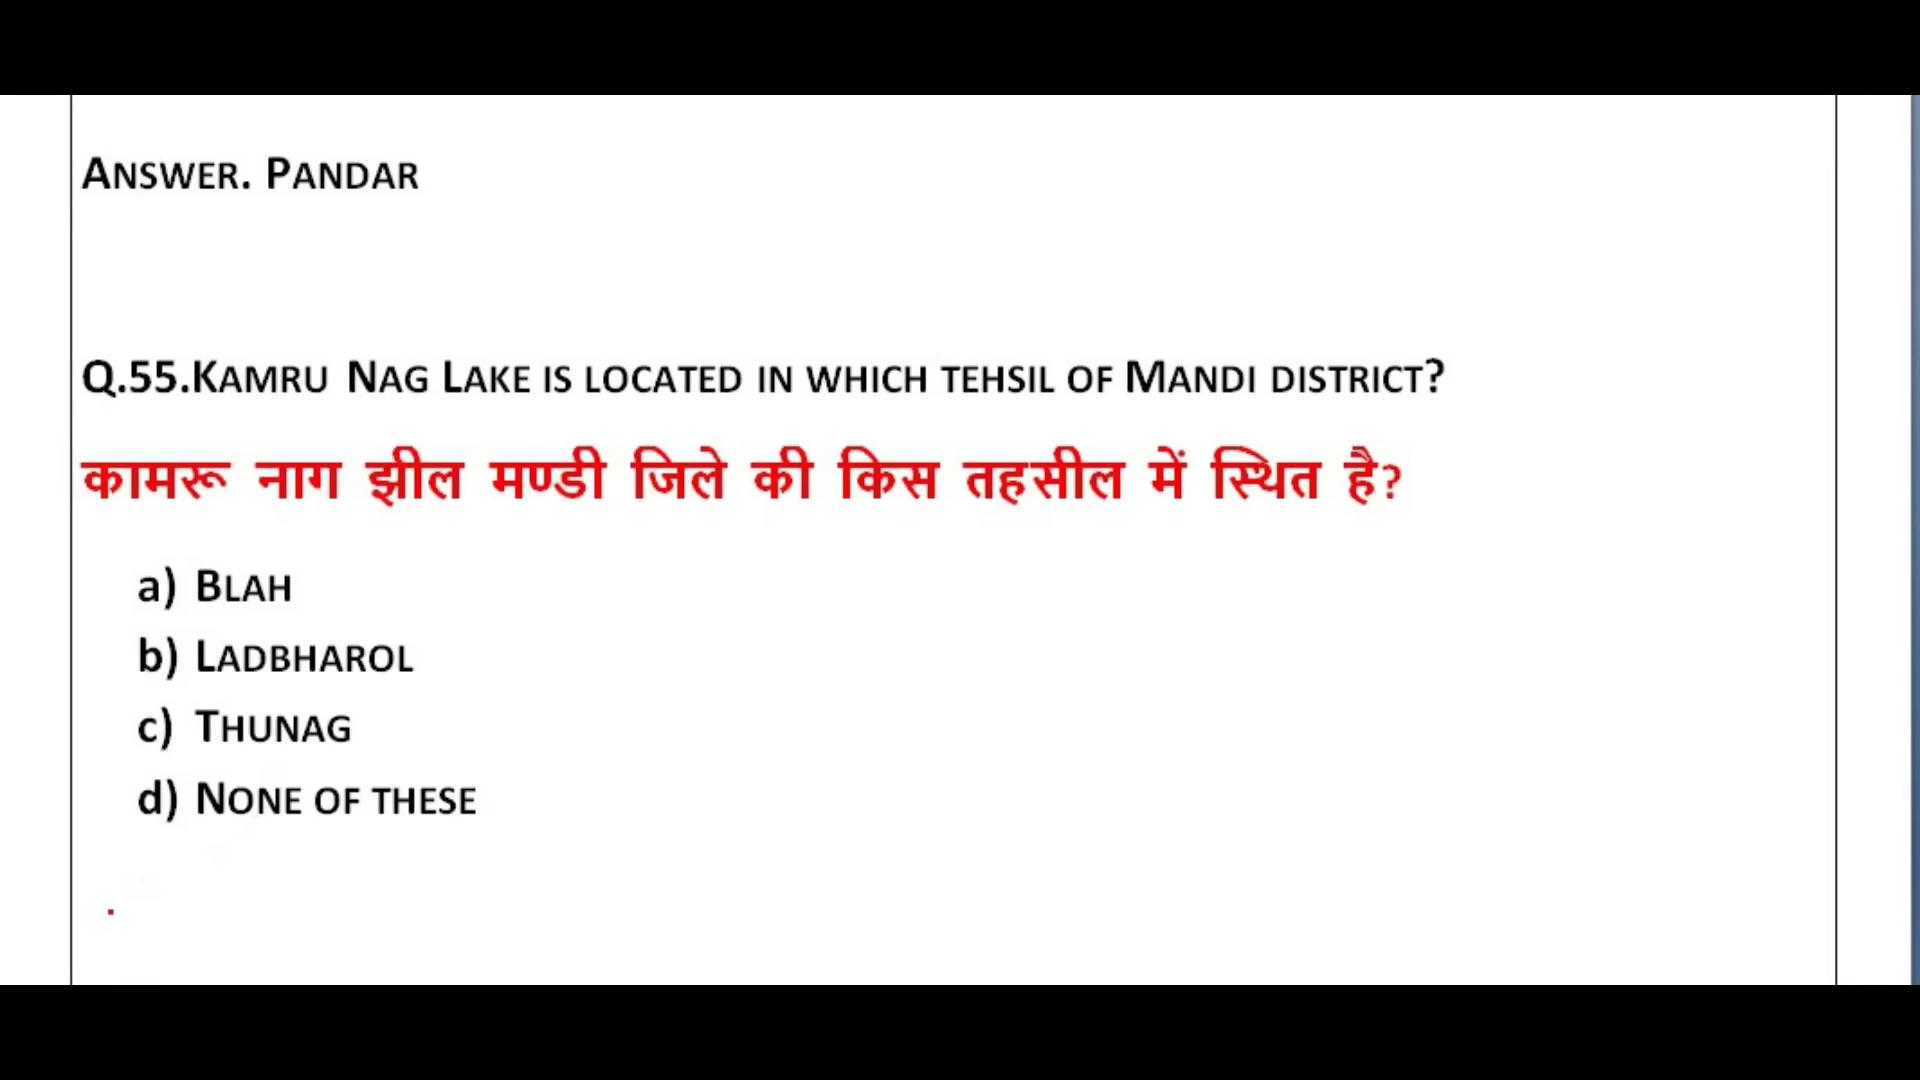 ANSWER. PANDAR
Q.55.KAMRU NAG LAKE IS LOCATED IN WHICH TEHSIL OF MANDI DISTRICT?
कामरू नाग झील मण्डी जिले की किस तहसील में स्थित है?
a) BLAH
b) LADBHAROL
c) THUNAG
d) NONE OF THESE